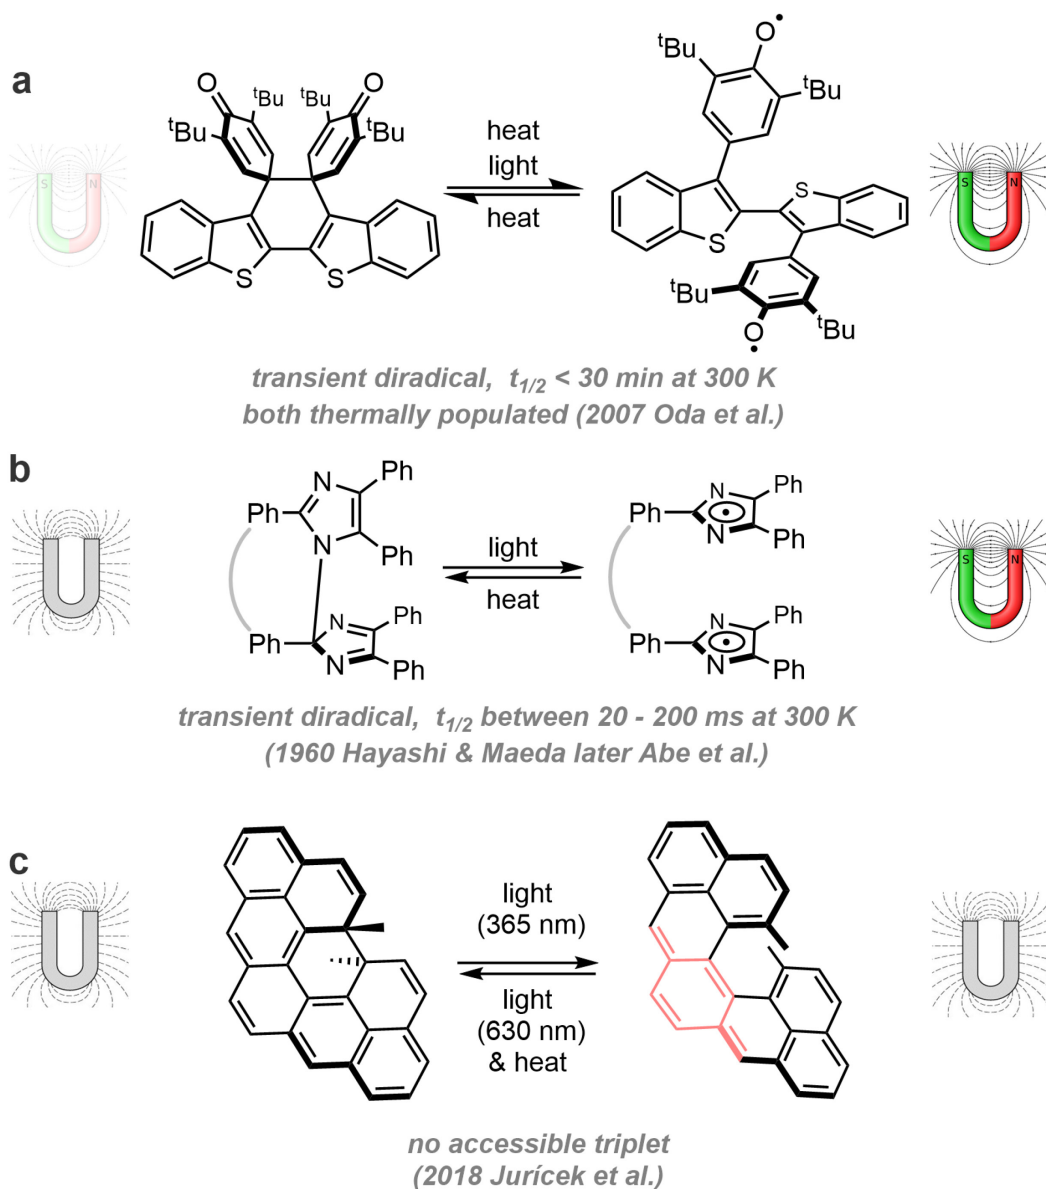 a
O
O
tBu
tBu
tBu
tBu
S
S
S
N
heat
light
heat
O•
tBu
tBu
S
S
tBu
tBu
O•
S
N
transient diradical, t1/2 < 30 min at 300 K
both thermally populated (2007 Oda et al.)
b
Ph
N
Ph
Ph
N
Ph
N
Ph
N
Ph
light
heat
Ph
N
Ph
N
Ph
Ph
N
Ph
N
Ph
S
N
transient diradical, t1/2 between 20 - 200 ms at 300 K
(1960 Hayashi & Maeda later Abe et al.)
c
light
(365 nm)
light
(630 nm)
& heat
no accessible triplet
(2018 Jurícek et al.)